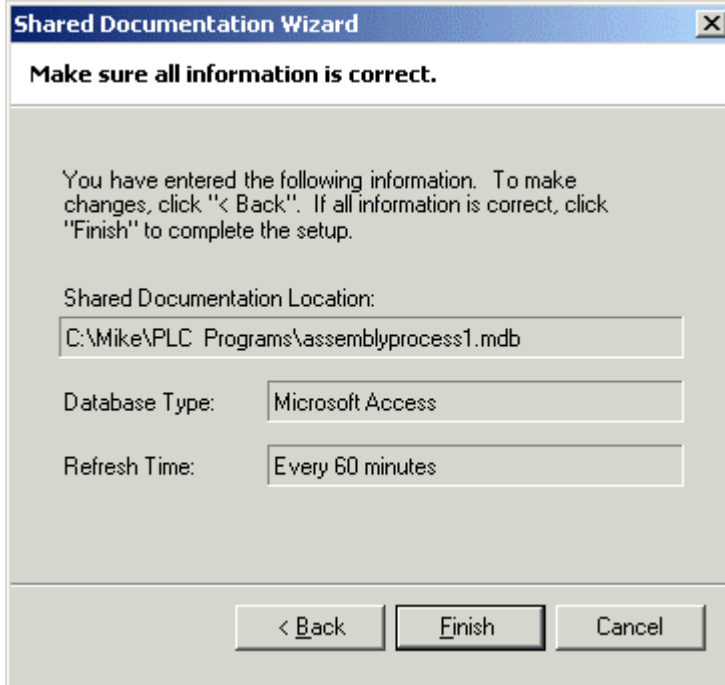 Shared Documentation Wizard
Make sure all information is correct.
You have entered the following information. To make
changes, click "< Back". If all information is correct, click
"Finish" to complete the setup.
Shared Documentation Location:
C:\Mike\PLC Programs\assemblyprocess1.mdb
Database Type: Microsoft Access
Refresh Time: Every 60 minutes
< Back Finish Cancel